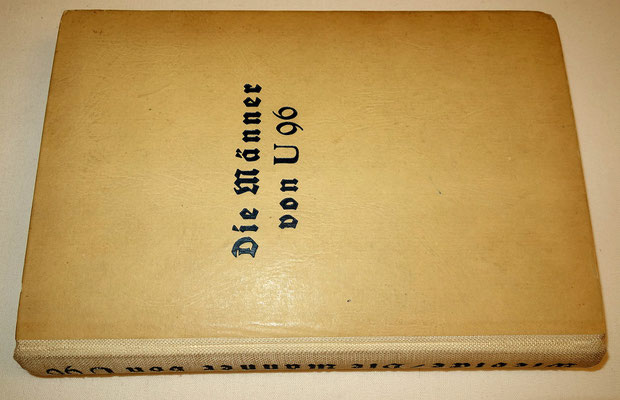 Die Männer
von U 96
Die Männer von U 96